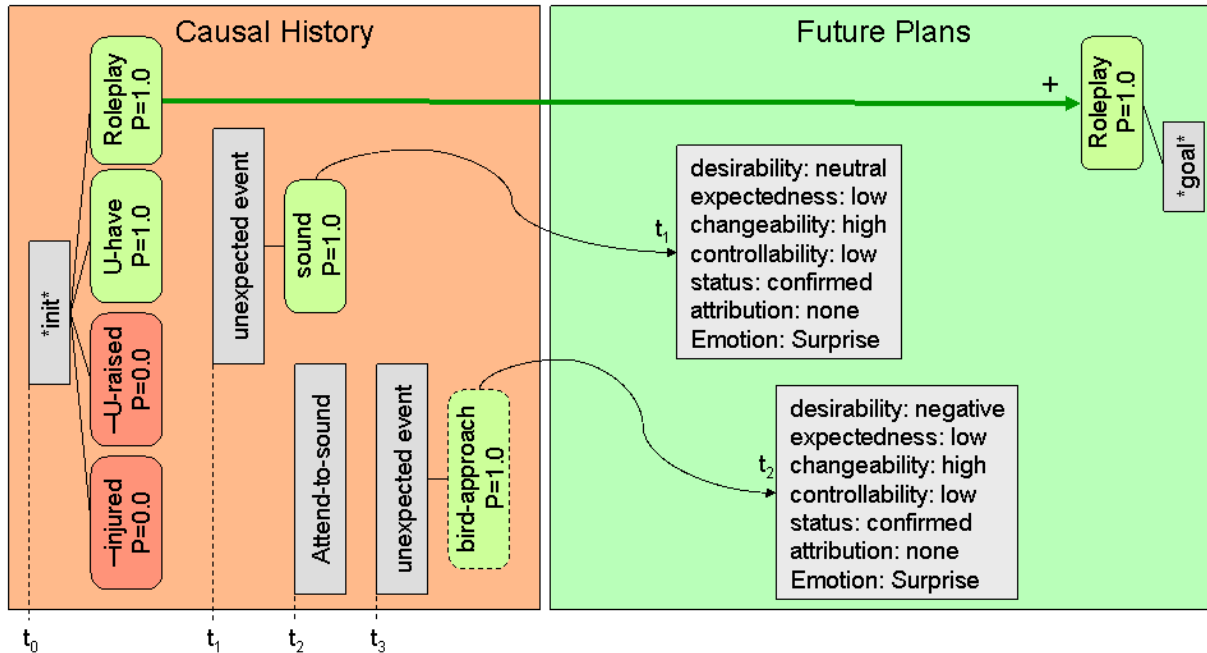 Causal History
Future Plans
Roleplay
P=1.0
U-have
P=1.0
¬U-raised
P=0.0
¬injured
P=0.0
*init*
unexpected event
sound
P=1.0
Attend-to-sound
unexpected event
bird-approach
P=1.0
+
Roleplay
P=1.0
*goal*
t1
desirability: neutral
expectedness: low
changeability: high
controllability: low
status: confirmed
attribution: none
Emotion: Surprise
t2
desirability: negative
expectedness: low
changeability: high
controllability: low
status: confirmed
attribution: none
Emotion: Surprise
t0
t1
t2
t3